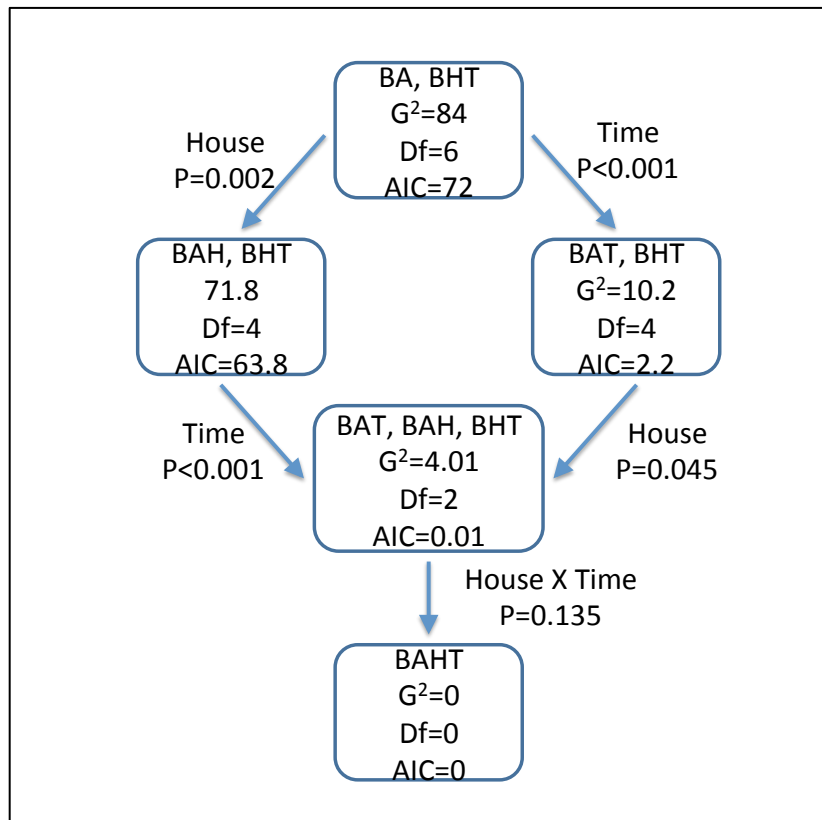 BA, BHT
G²=84
Df=6
AIC=72
House
P=0.002
Time
P<0.001
BAH, BHT
71.8
Df=4
AIC=63.8
BAT, BHT
G²=10.2
Df=4
AIC=2.2
Time
P<0.001
BAT, BAH, BHT
G²=4.01
Df=2
AIC=0.01
House
P=0.045
House X Time
P=0.135
BAHT
G²=0
Df=0
AIC=0